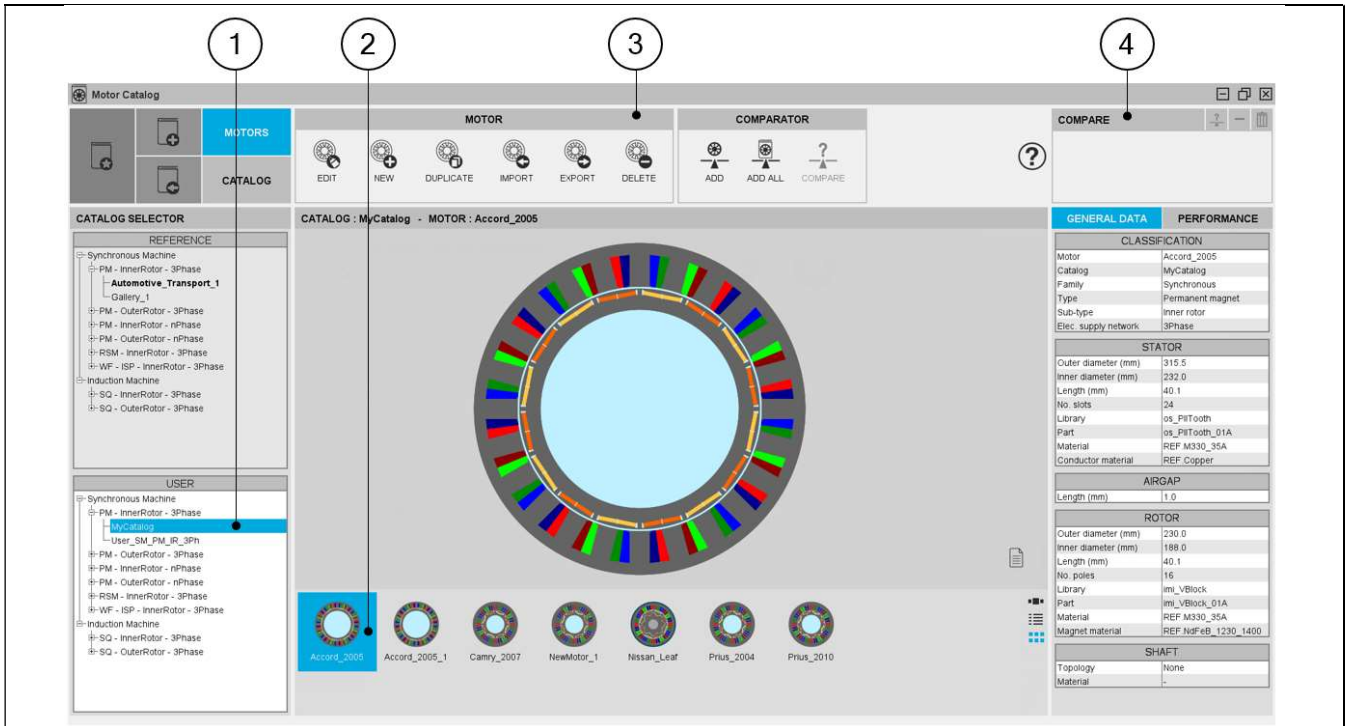 1
2
3
4
Motor Catalog
MOTORS
CATALOG
MOTOR
EDIT
NEW
DUPLICATE
IMPORT
EXPORT
DELETE
COMPARATOR
ADD
ADD ALL
?
COMPARE
?
COMPARE
?
CATALOG SELECTOR
REFERENCE
Synchronous Machine
PM - InnerRotor - 3Phase
Automotive_Transport_1
Gallery_1
PM - OuterRotor - 3Phase
PM - InnerRotor - nPhase
PM - OuterRotor - nPhase
RSM - InnerRotor - 3Phase
WF - ISP - InnerRotor - 3Phase
Induction Machine
SQ - InnerRotor - 3Phase
SQ - OuterRotor - 3Phase
USER
Synchronous Machine
PM - InnerRotor - 3Phase
MyCatalog
User_SM_PM_IR_3Ph
PM - OuterRotor - 3Phase
PM - InnerRotor - nPhase
PM - OuterRotor - nPhase
RSM - InnerRotor - 3Phase
WF - ISP - InnerRotor - 3Phase
Induction Machine
SQ - InnerRotor - 3Phase
SQ - OuterRotor - 3Phase
CATALOG : MyCatalog - MOTOR : Accord_2005
Accord_2005
Accord_2005_1
Camry_2007
NewMotor_1
Nissan_Leaf
Prius_2004
Prius_2010
GENERAL DATA
PERFORMANCE
CLASSIFICATION
Motor Accord_2005
Catalog MyCatalog
Family Synchronous
Type Permanent magnet
Sub-type Inner rotor
Elec. supply network 3Phase
STATOR
Outer diameter (mm) 315.5
Inner diameter (mm) 232.0
Length (mm) 40.1
No. slots 24
Library os_PllTooth
Part os_PllTooth_01A
Material REF.M330_35A
Conductor material REF.Copper
AIRGAP
Length (mm) 1.0
ROTOR
Outer diameter (mm) 230.0
Inner diameter (mm) 188.0
Length (mm) 40.1
No. poles 16
Library imi_VBlock
Part imi_VBlock_01A
Material REF.M330_35A
Magnet material REF.NdFeB_1230_1400
SHAFT
Topology None
Material -